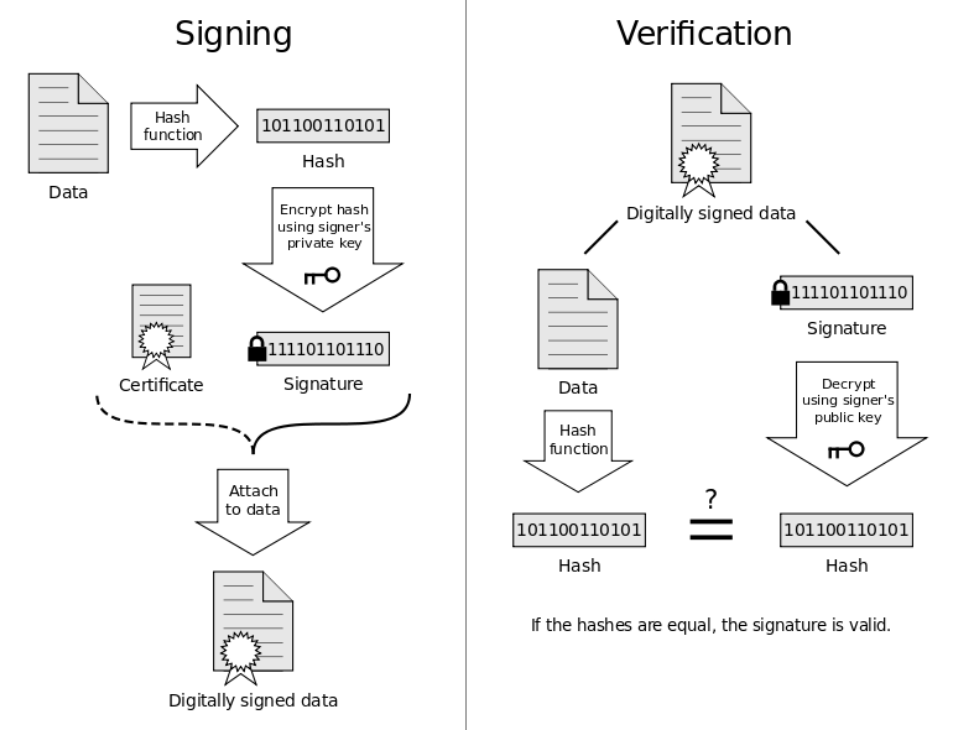 Signing
Hash
function
101100110101
Data
Hash
Encrypt hash
using signer's
private key
111101101110
Certificate
Signature
Attach
to data
Digitally signed data
Verification
Digitally signed data
111101101110
Signature
Data
Decrypt
using signer's
public key
Hash
function
?
101100110101
101100110101
Hash
Hash
If the hashes are equal, the signature is valid.